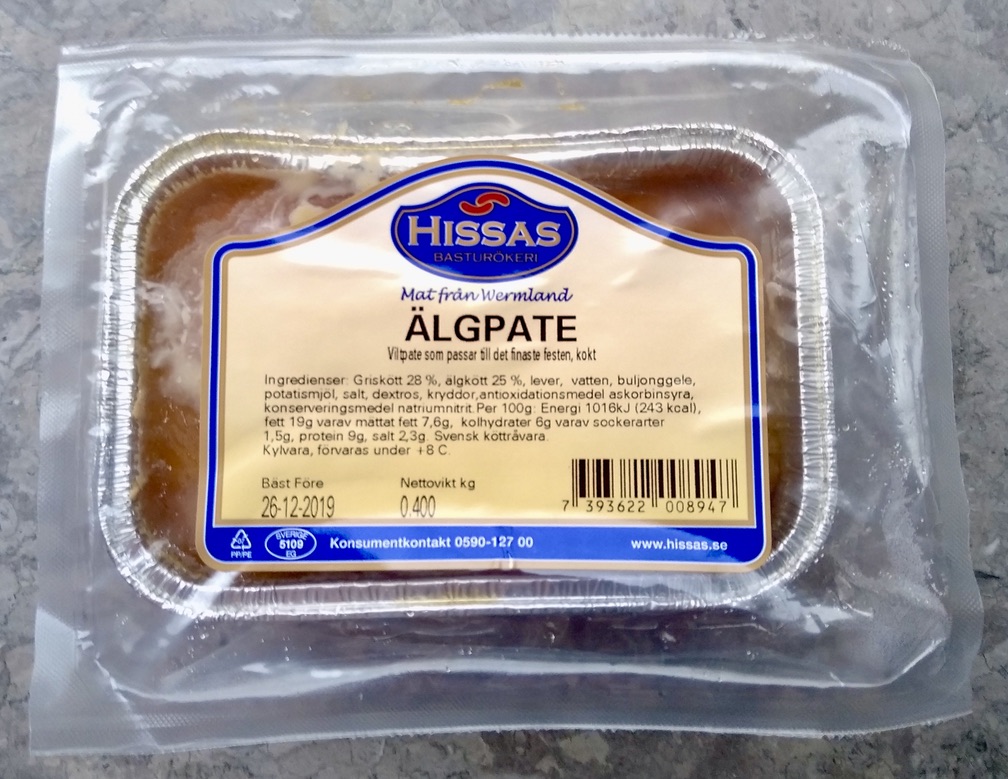 HISSAS
BASTURÖKERI
Mat från Wermland
ÄLGPATE
Viltpate som passar till det finaste festen, kokt
Ingredienser: Griskött 28 %, älgkött 25 %, lever, vatten, buljonggele,
potatismjöl, salt, dextros, kryddor,antioxidationsmedel askorbinsyra,
konserveringsmedel natriumnitrit.Per 100g: Energi 1016kJ (243 kcal),
fett 19g varav mättat fett 7,6g, kolhydrater 6g varav sockerarter
1,5g, protein 9g, salt 2,3g. Svensk köttråvara.
Kylvara, förvaras under +8 C.
Bäst Före Nettovikt kg
26-12-2019 0.400
7 393622 008947
PP/PE
SVERIGE
5109
EG
Konsumentkontakt 0590-127 00 www.hissas.se